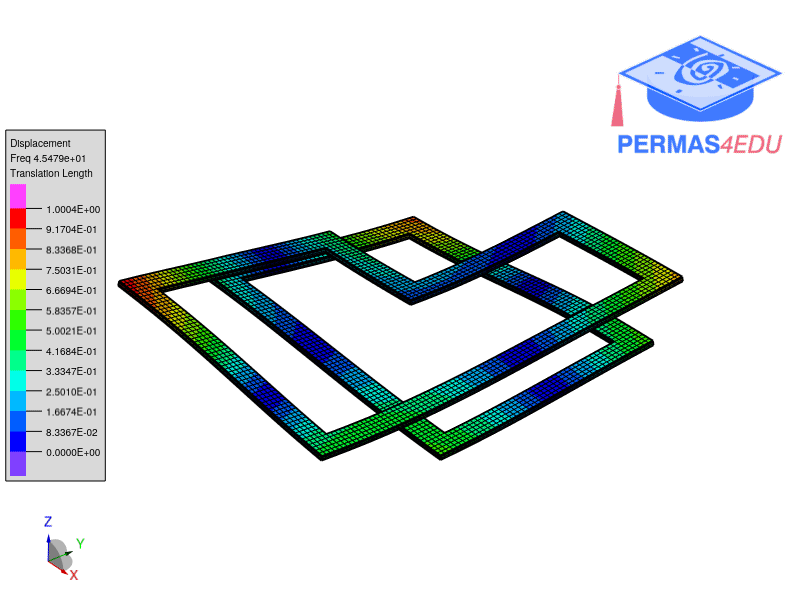 PERMAS4EDU
Displacement
Freq 4.5479e+01
Translation Length
1.0004E+00
9.1704E-01
8.3368E-01
7.5031E-01
6.6694E-01
5.8357E-01
5.0021E-01
4.1684E-01
3.3347E-01
2.5010E-01
1.6674E-01
8.3367E-02
0.0000E+00
Z
Y
X